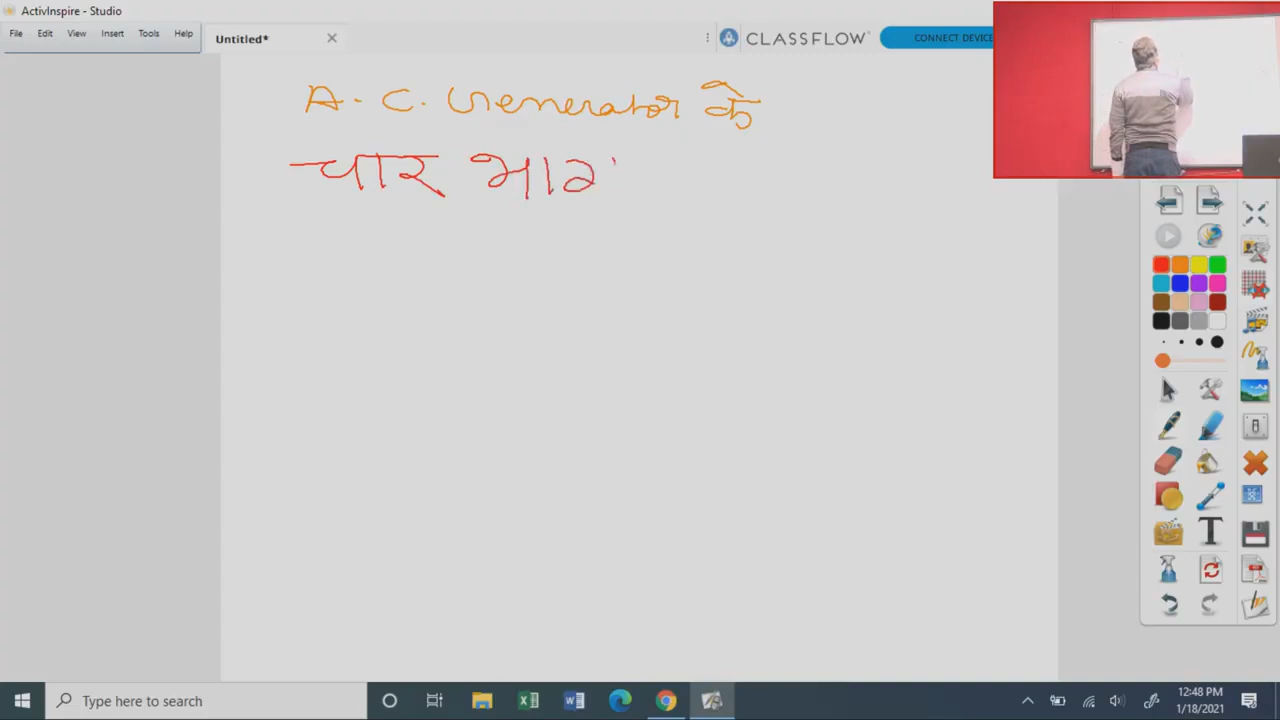 ActivInspire - Studio
File Edit View Insert Tools Help
Untitled*
CLASSFLOW
CONNECT DEVICE
A. C. Generator के
चार
Type here to search
12:48 PM
1/18/2021